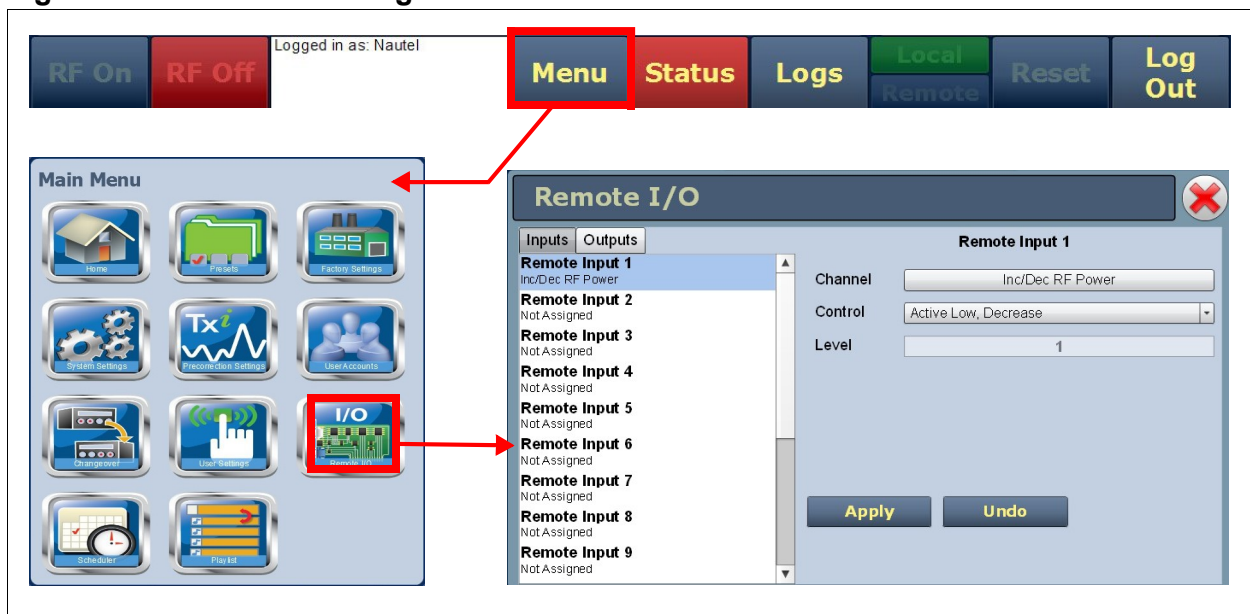 Logged in as: Nautel
RF On
RF Off
Menu
Status
Logs
Local
Remote
Reset
Log
Out
Main Menu
Home
Presets
Factory Settings
System Settings
Txi
Precorrection Settings
User Accounts
Changeover
User Settings
I/O
Remote I/O
Scheduler
Playlist
Remote I/O
Inputs
Outputs
Remote Input 1
Inc/Dec RF Power
Remote Input 2
Not Assigned
Remote Input 3
Not Assigned
Remote Input 4
Not Assigned
Remote Input 5
Not Assigned
Remote Input 6
Not Assigned
Remote Input 7
Not Assigned
Remote Input 8
Not Assigned
Remote Input 9
Not Assigned
Remote Input 1
Channel
Inc/Dec RF Power
Control
Active Low, Decrease
Level
1
Apply
Undo